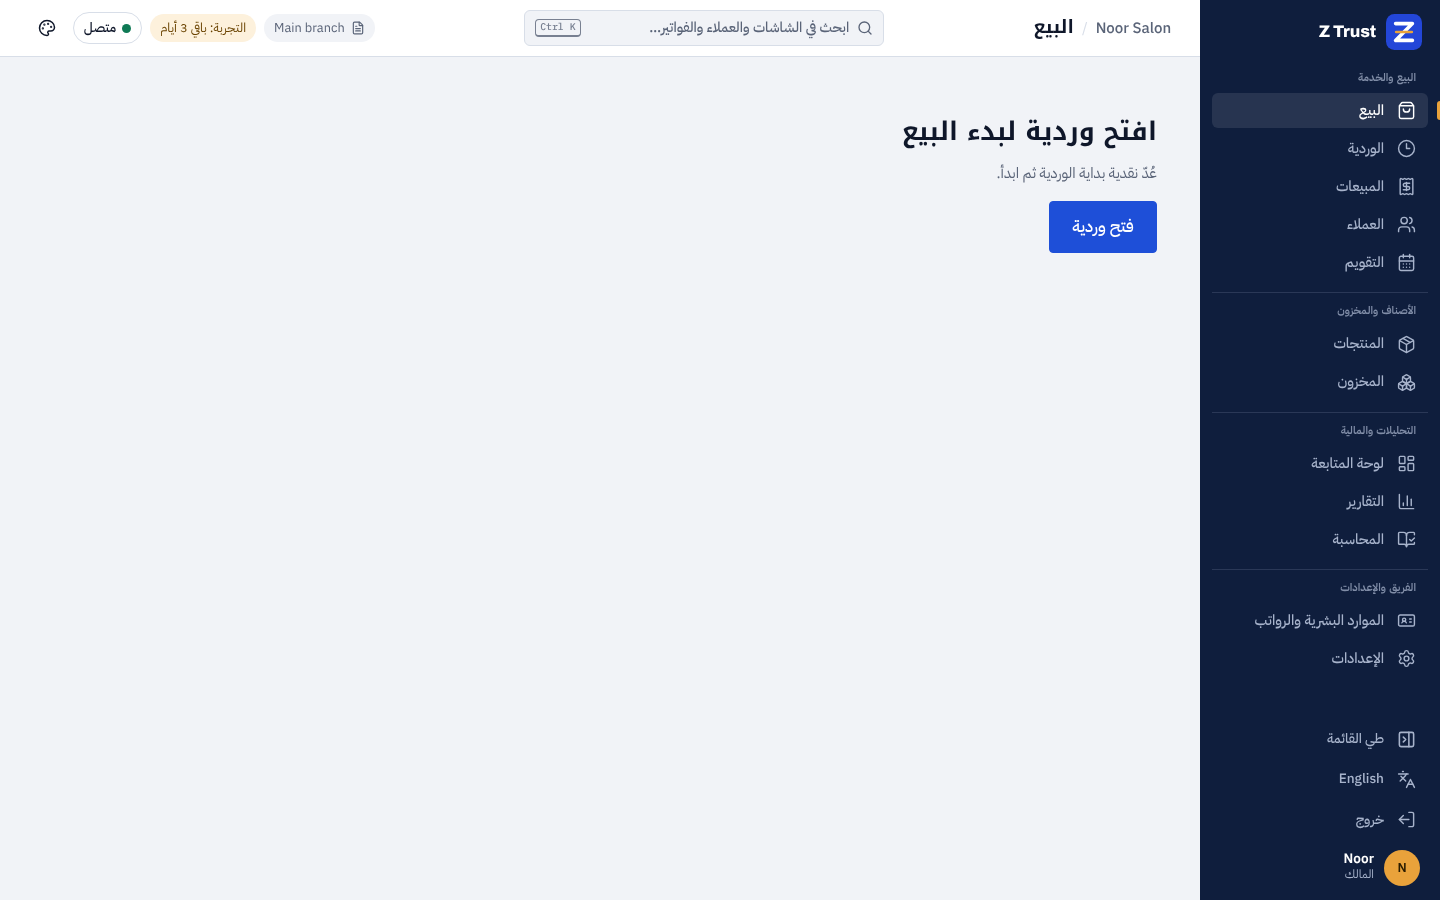 Z Trust
البيع والخدمة
البيع
الوردية
المبيعات
العملاء
التقويم
الأصناف والمخزون
المنتجات
المخزون
التحليلات والمالية
لوحة المتابعة
التقارير
المحاسبة
الفريق والإعدادات
الموارد البشرية والرواتب
الإعدادات
طي القائمة
English
خروج
Noor
المالك
N
Noor Salon / البيع
ابحث في الشاشات والعملاء والفواتير... Ctrl K
Main branch
التجربة: باقي 3 أيام
متصل
افتح وردية لبدء البيع
عُدّ نقدية بداية الوردية ثم ابدأ.
فتح وردية